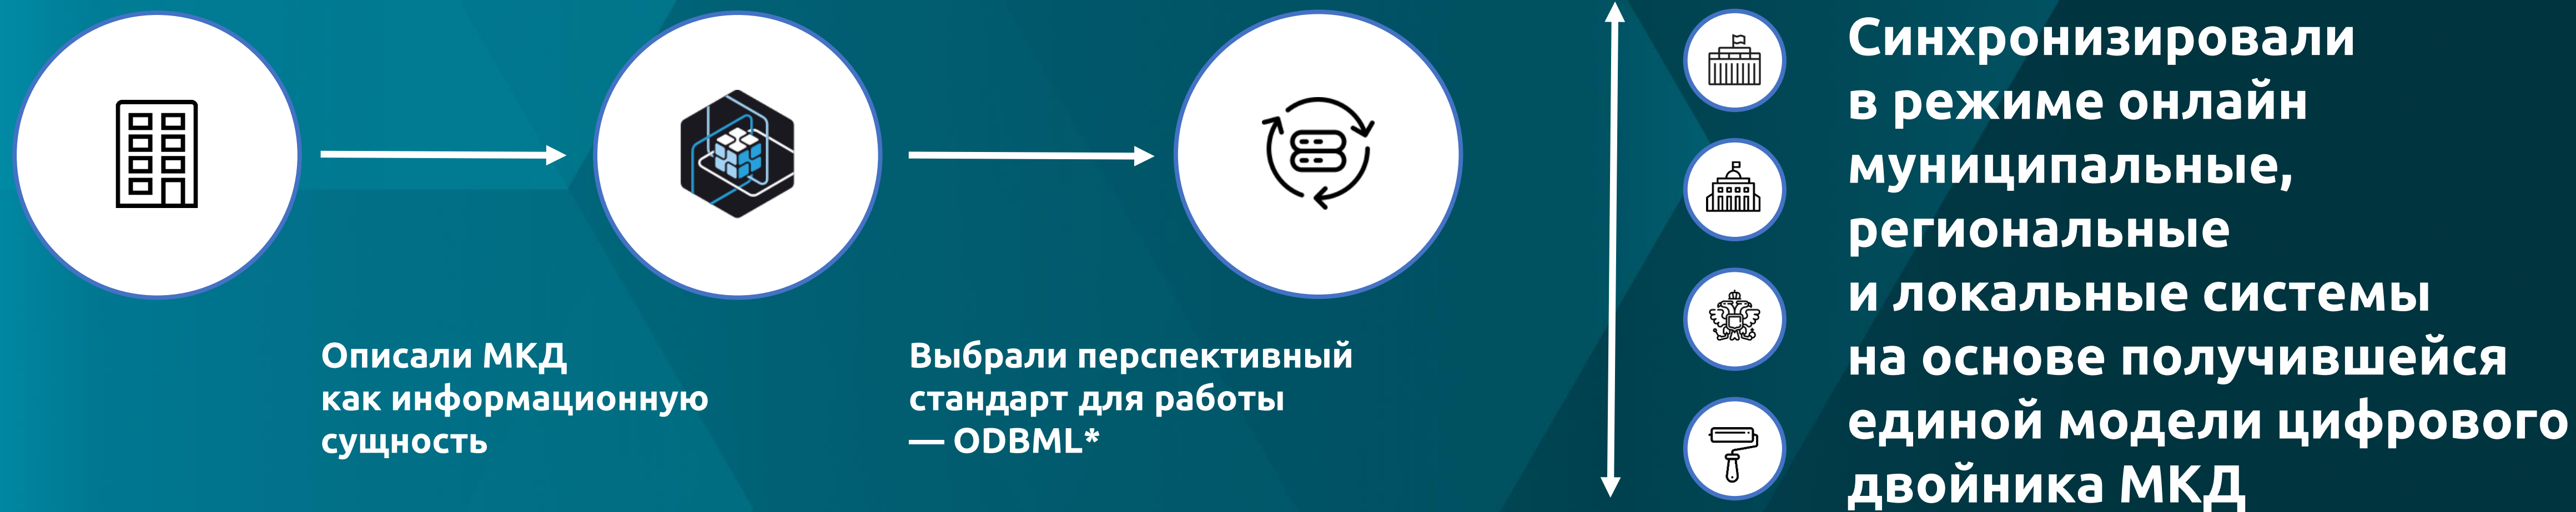 Описали МКД
как информационную
сущность
Выбрали перспективный
стандарт для работы
— ODBML*
Синхронизировали
в режиме онлайн
муниципальные,
региональные
и локальные системы
на основе получившейся
единой модели цифрового
двойника МКД